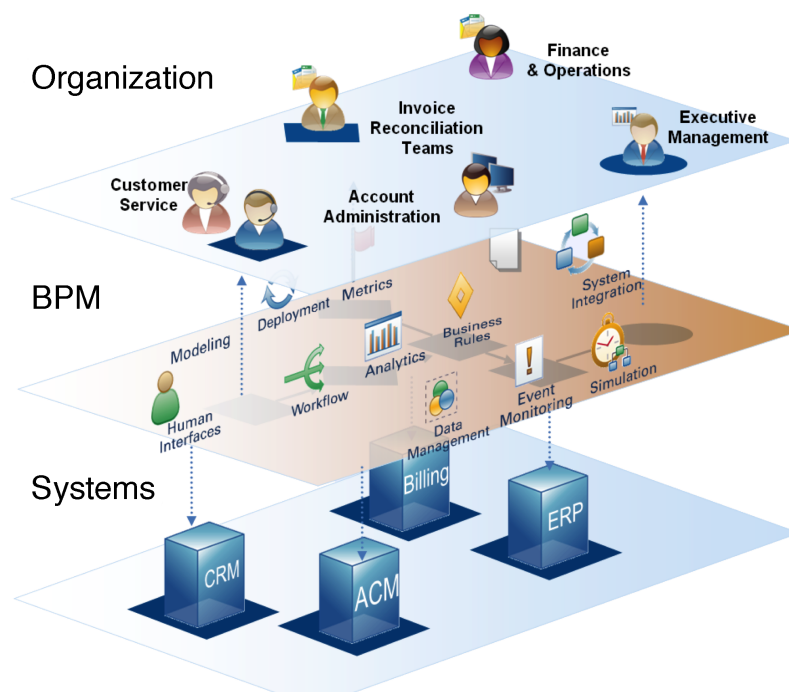 Organization
Finance
& Operations
Invoice
Reconciliation
Teams
Executive
Management
Customer
Service
Account
Administration
BPM
Deployment
Metrics
System
Integration
Modeling
Analytics
Business
Rules
Human
Interfaces
Workflow
Data
Management
Event
Monitoring
Simulation
Systems
Billing
ERP
CRM
ACM